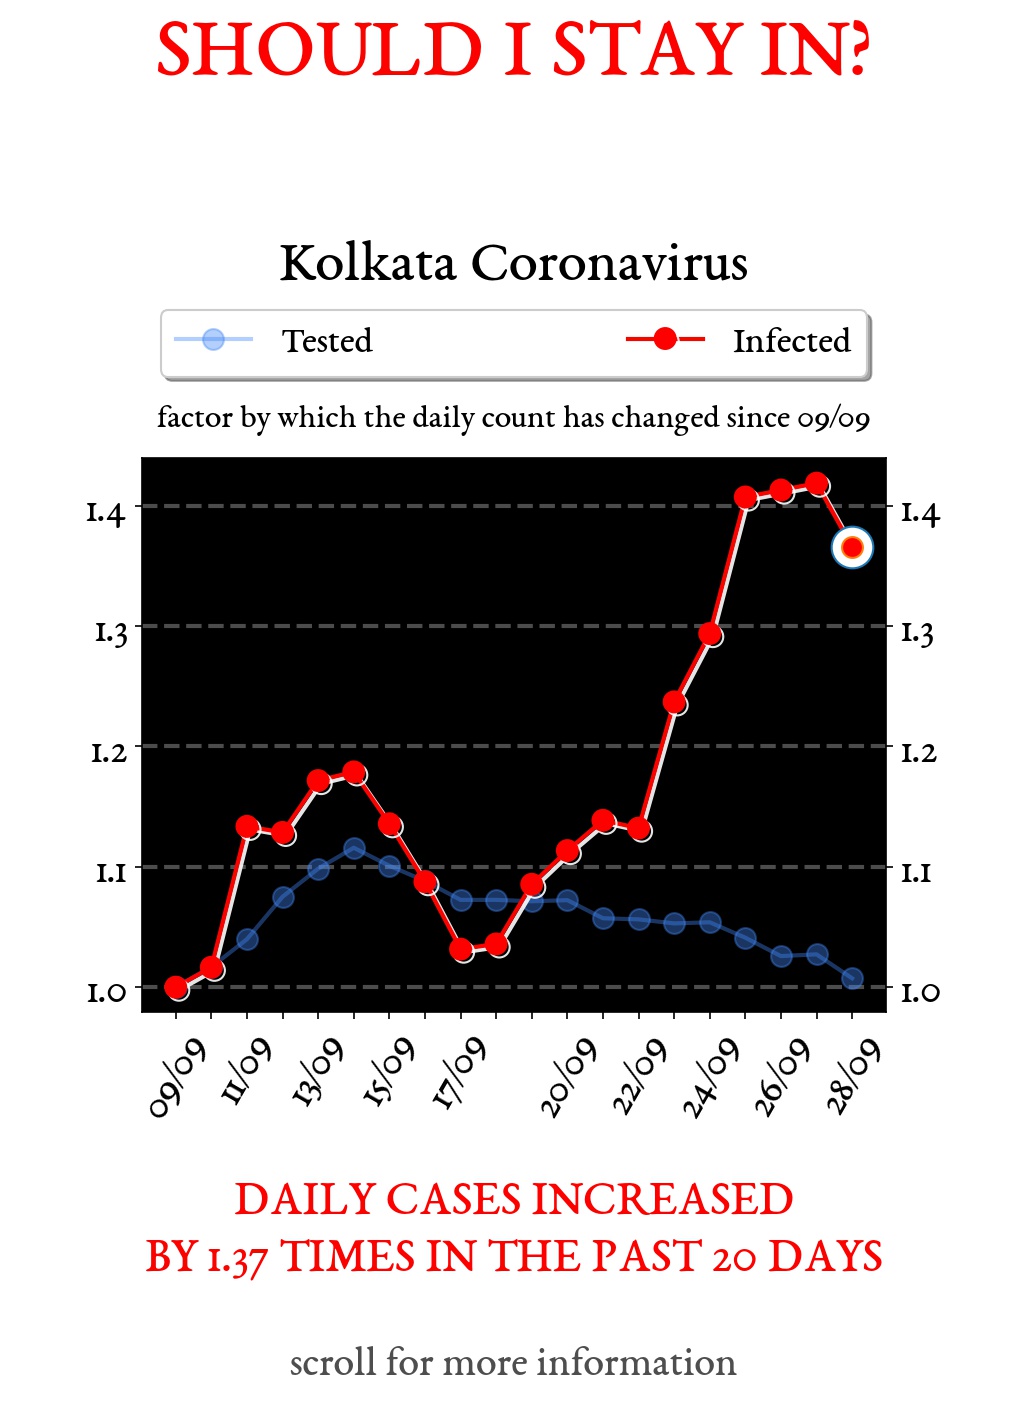 SHOULD I STAY IN?
Kolkata Coronavirus
Tested Infected
factor by which the daily count has changed since 09/09
1.4 1.4
1.3 1.3
1.2 1.2
1.1 1.1
1.0 1.0
09/09 11/09 13/09 15/09 17/09 20/09 22/09 24/09 26/09 28/09
DAILY CASES INCREASED
BY 1.37 TIMES IN THE PAST 20 DAYS
scroll for more information